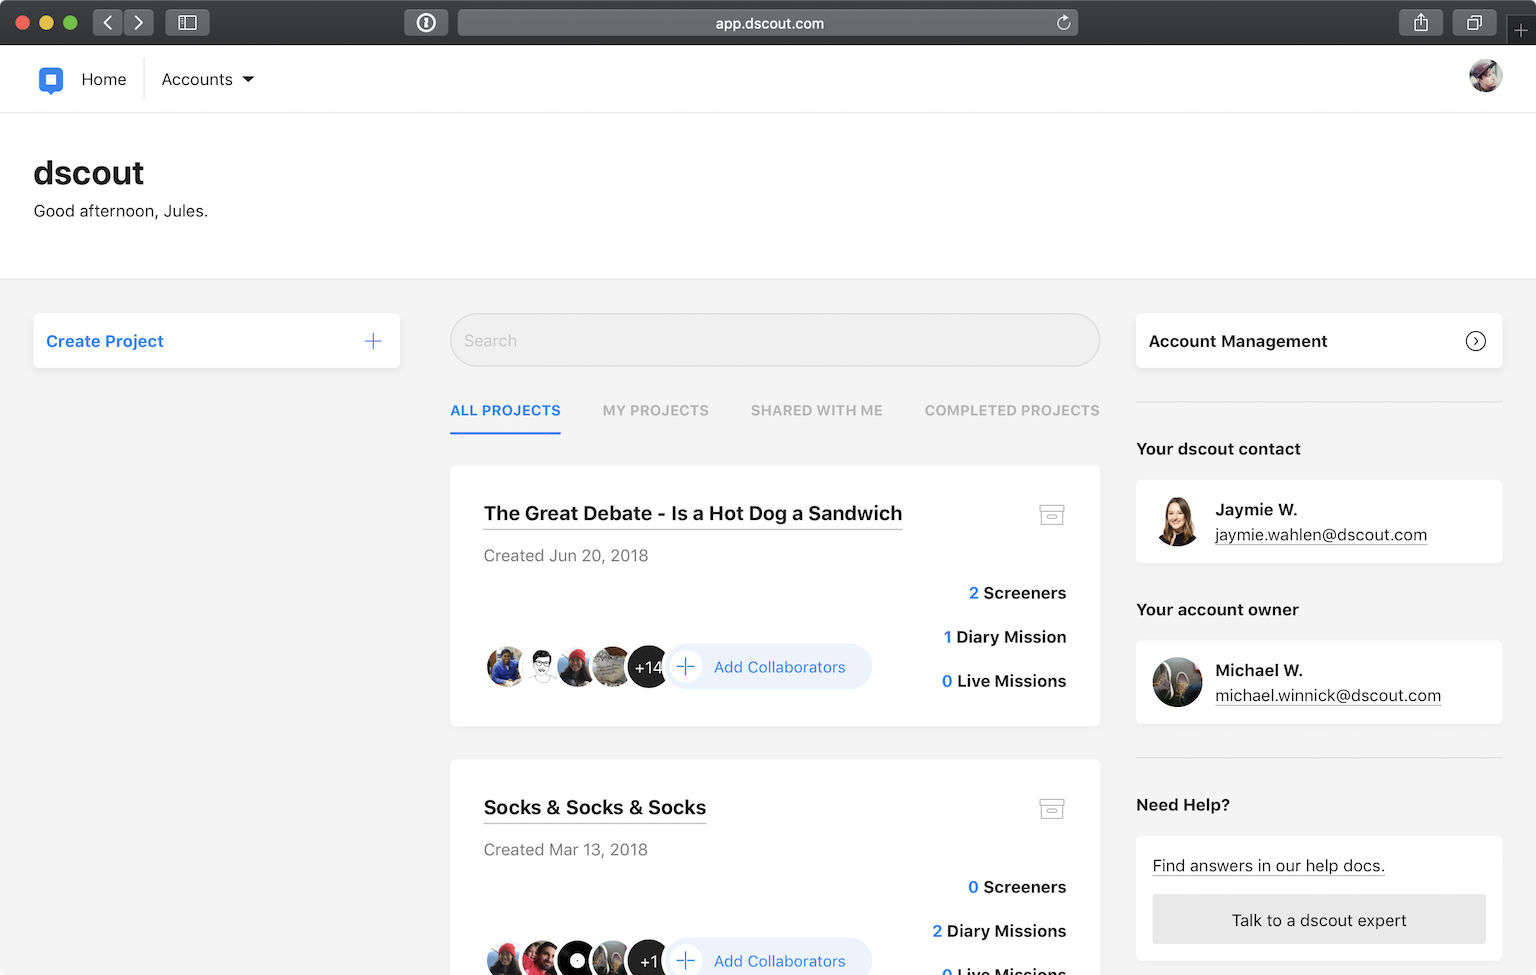 app.dscout.com
Home
Accounts
dscout
Good afternoon, Jules.
Create Project
Search
ALL PROJECTS
MY PROJECTS
SHARED WITH ME
COMPLETED PROJECTS
The Great Debate - Is a Hot Dog a Sandwich
Created Jun 20, 2018
2 Screeners
1 Diary Mission
0 Live Missions
+14
Add Collaborators
Socks & Socks & Socks
Created Mar 13, 2018
0 Screeners
2 Diary Missions
0 Live Missions
+1
Add Collaborators
Account Management
Your dscout contact
Jaymie W.
jaymie.wahlen@dscout.com
Your account owner
Michael W.
michael.winnick@dscout.com
Need Help?
Find answers in our help docs.
Talk to a dscout expert